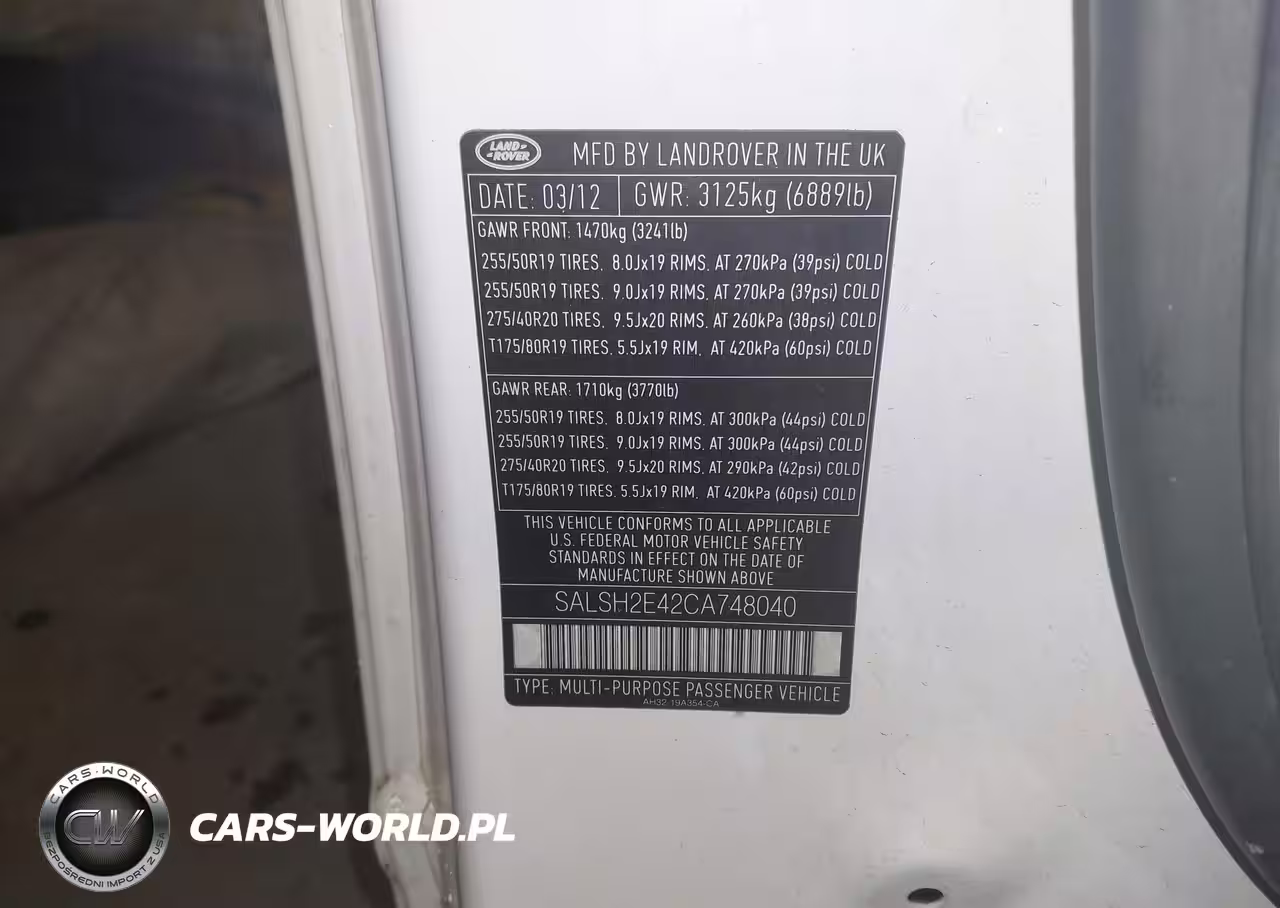 LAND ROVER
MFD BY LANDROVER IN THE UK
DATE: 03/12 GWR: 3125kg (6889lb)
GAWR FRONT: 1470kg (3241lb)
255/50R19 TIRES, 8.0Jx19 RIMS, AT 270kPa (39psi) COLD
255/50R19 TIRES, 9.0Jx19 RIMS, AT 270kPa (39psi) COLD
275/40R20 TIRES, 9.5Jx20 RIMS, AT 260kPa (38psi) COLD
T175/80R19 TIRES, 5.5Jx19 RIM, AT 420kPa (60psi) COLD
GAWR REAR: 1710kg (3770lb)
255/50R19 TIRES, 8.0Jx19 RIMS, AT 300kPa (44psi) COLD
255/50R19 TIRES, 9.0Jx19 RIMS, AT 300kPa (44psi) COLD
275/40R20 TIRES, 9.5Jx20 RIMS, AT 290kPa (42psi) COLD
T175/80R19 TIRES, 5.5Jx19 RIM, AT 420kPa (60psi) COLD
THIS VEHICLE CONFORMS TO ALL APPLICABLE
U.S. FEDERAL MOTOR VEHICLE SAFETY
STANDARDS IN EFFECT ON THE DATE OF
MANUFACTURE SHOWN ABOVE
SALSH2E42CA748040
TYPE: MULTI-PURPOSE PASSENGER VEHICLE
AH32 19A354-CA
CARS-WORLD
CW
BEZPOŚREDNI IMPORT Z USA
CARS-WORLD.PL